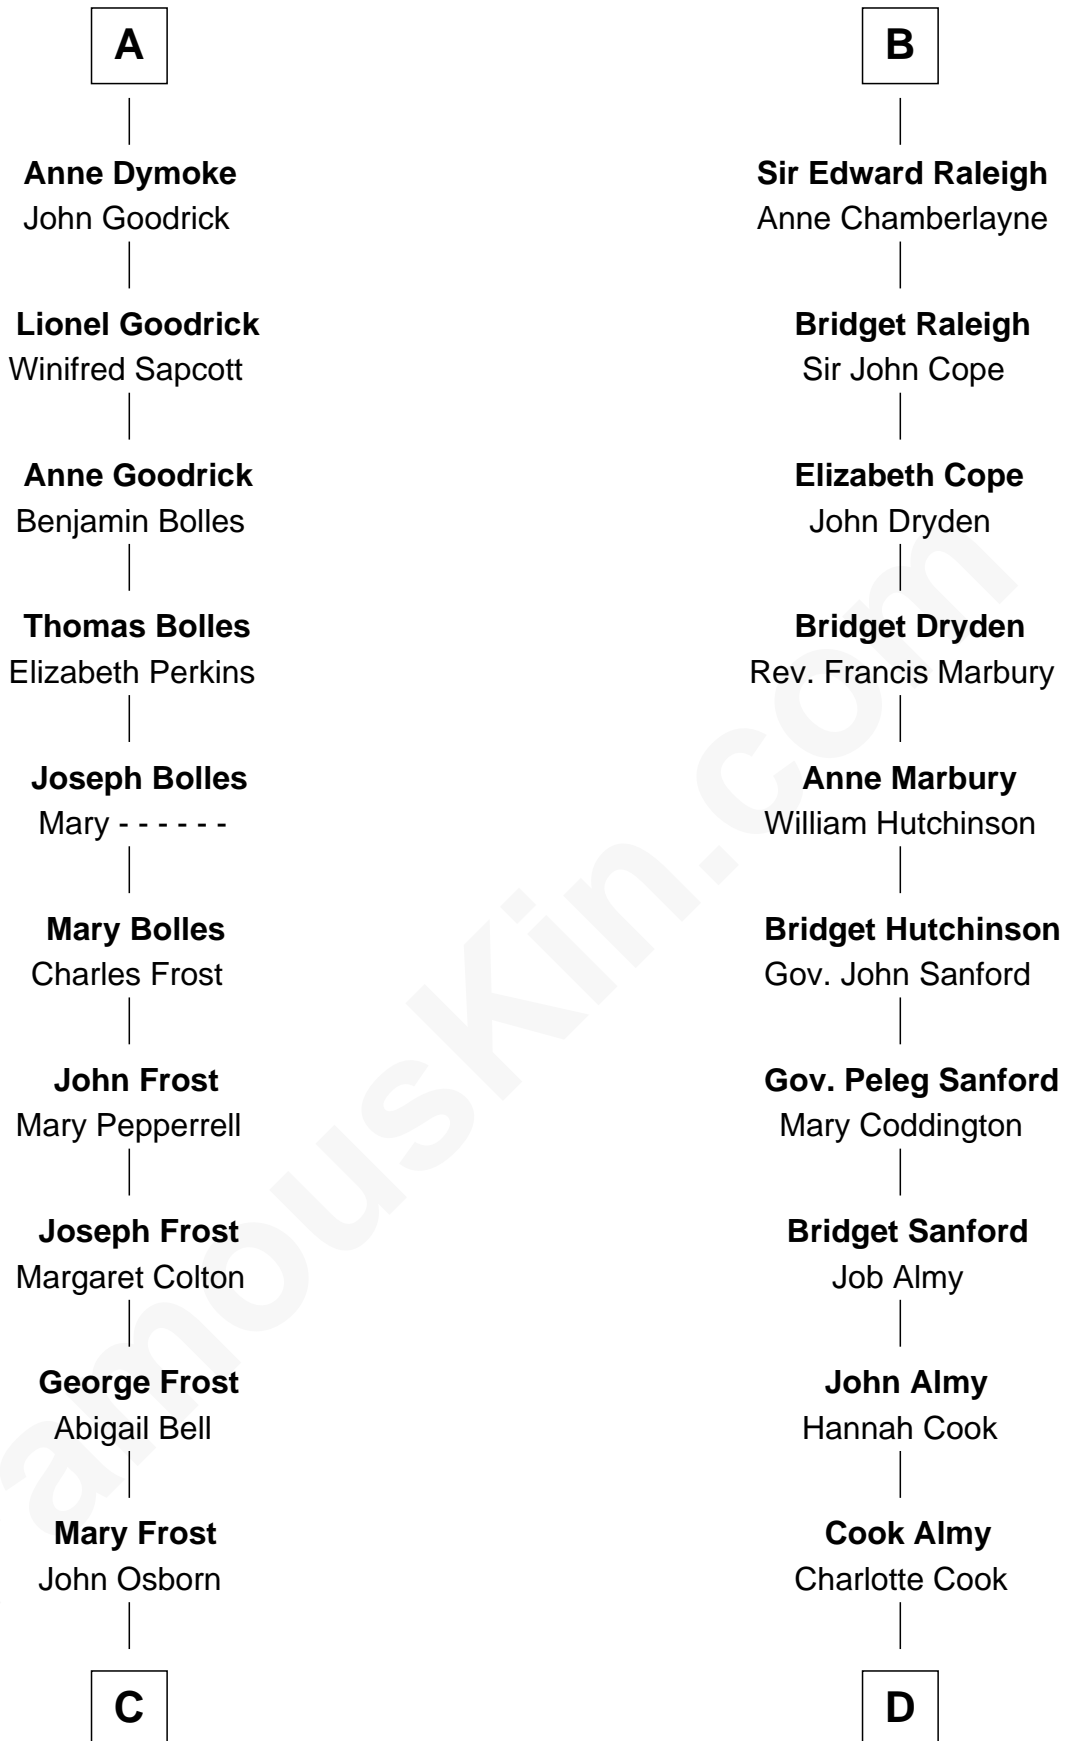 A
Anne Dymoke
John Goodrick
Lionel Goodrick
Winifred Sapcott
Anne Goodrick
Benjamin Bolles
Thomas Bolles
Elizabeth Perkins
Joseph Bolles
Mary - - - - - -
Mary Bolles
Charles Frost
John Frost
Mary Pepperrell
Joseph Frost
Margaret Colton
George Frost
Abigail Bell
Mary Frost
John Osborn
C
B
Sir Edward Raleigh
Anne Chamberlayne
Bridget Raleigh
Sir John Cope
Elizabeth Cope
John Dryden
Bridget Dryden
Rev. Francis Marbury
Anne Marbury
William Hutchinson
Bridget Hutchinson
Gov. John Sanford
Gov. Peleg Sanford
Mary Coddington
Bridget Sanford
Job Almy
John Almy
Hannah Cook
Cook Almy
Charlotte Cook
D
amousKin.com